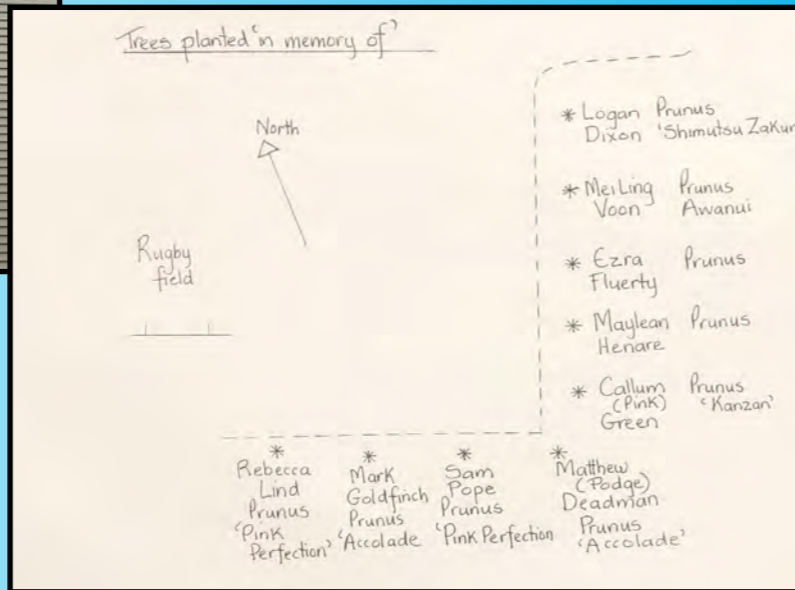 Trees planted 'in memory of'
North
Rugby
field
* Logan Prunus
Dixon 'Shimutsu Zakur
* MeiLing Prunus
Voon Awanui
* Ezra Prunus
Fluerty
* Maylean Prunus
Henare
* Callum Prunus
(Pink) 'Kanzan'
Green
*
Rebecca
Lind
Prunus
'Pink
Perfection'
*
Mark
Goldfinch
Prunus
'Accolade
*
Sam
Pope
Prunus
'Pink Perfection
*
Matthew
(Podge)
Deadman
Prunus
'Accolade'